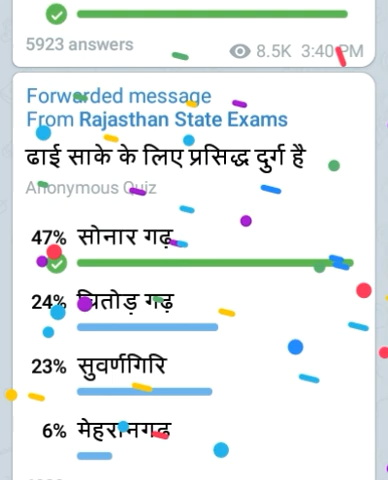 5923 answers 8.5K 3:40 PM
Forwarded message
From Rajasthan State Exams
ढाई साके के लिए प्रसिद्ध दुर्ग है
Anonymous Quiz
47% सोनार गढ़
24% चितोड़ गढ़
23% सुवर्णगिरि
6% मेहरानगढ़